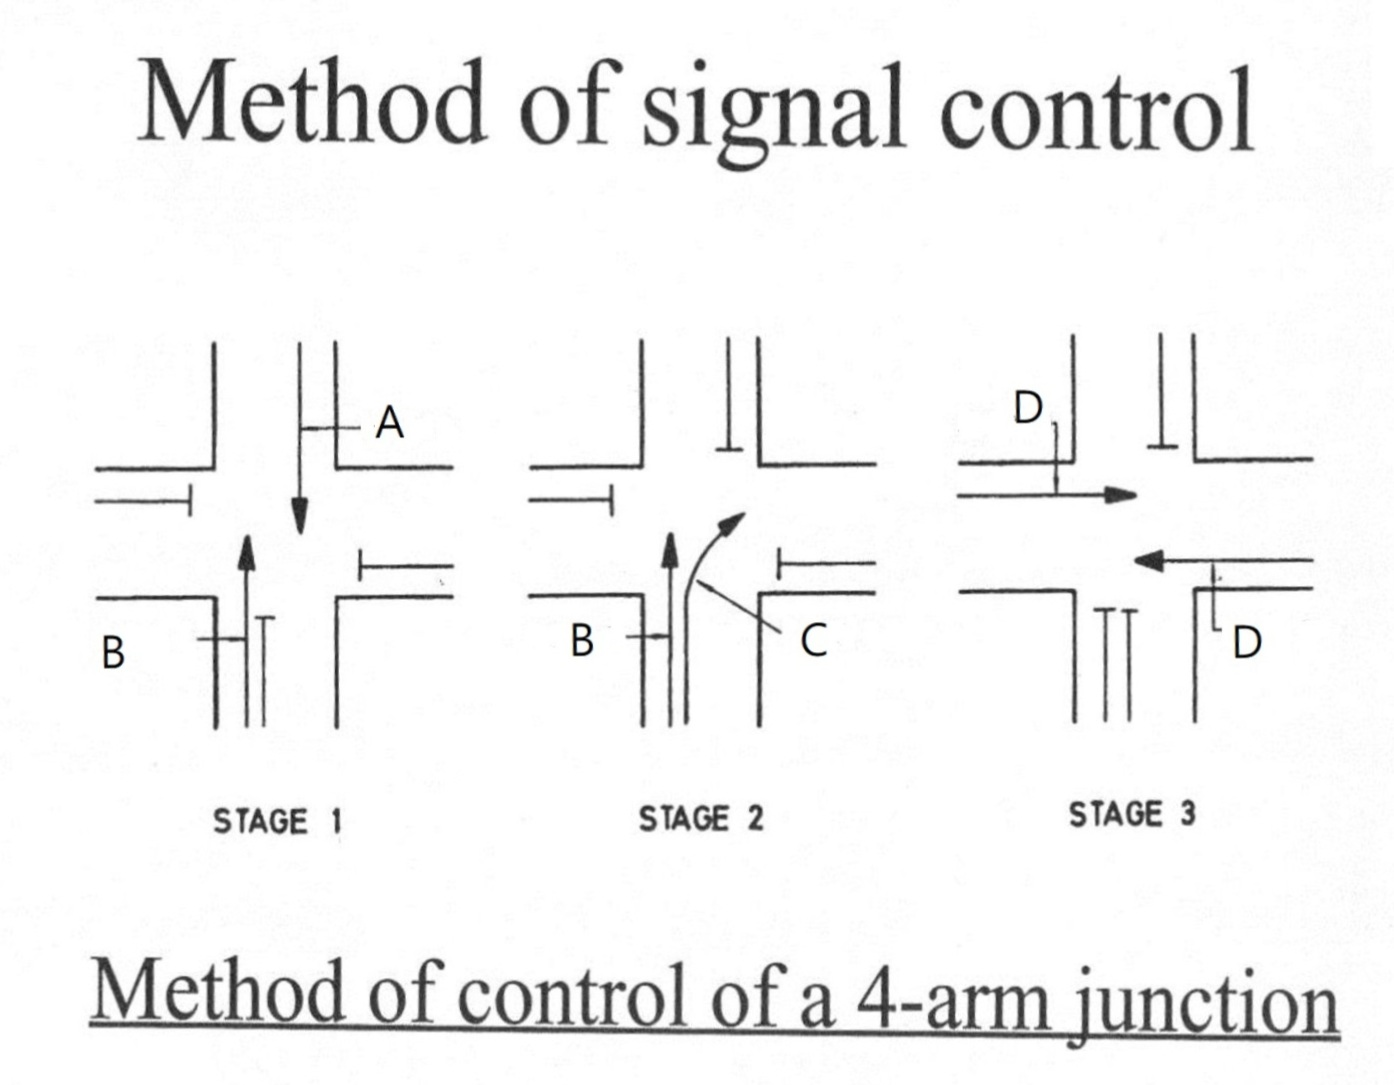 Method of signal control
A
B
STAGE 1
B
C
STAGE 2
D
D
STAGE 3
Method of control of a 4-arm junction